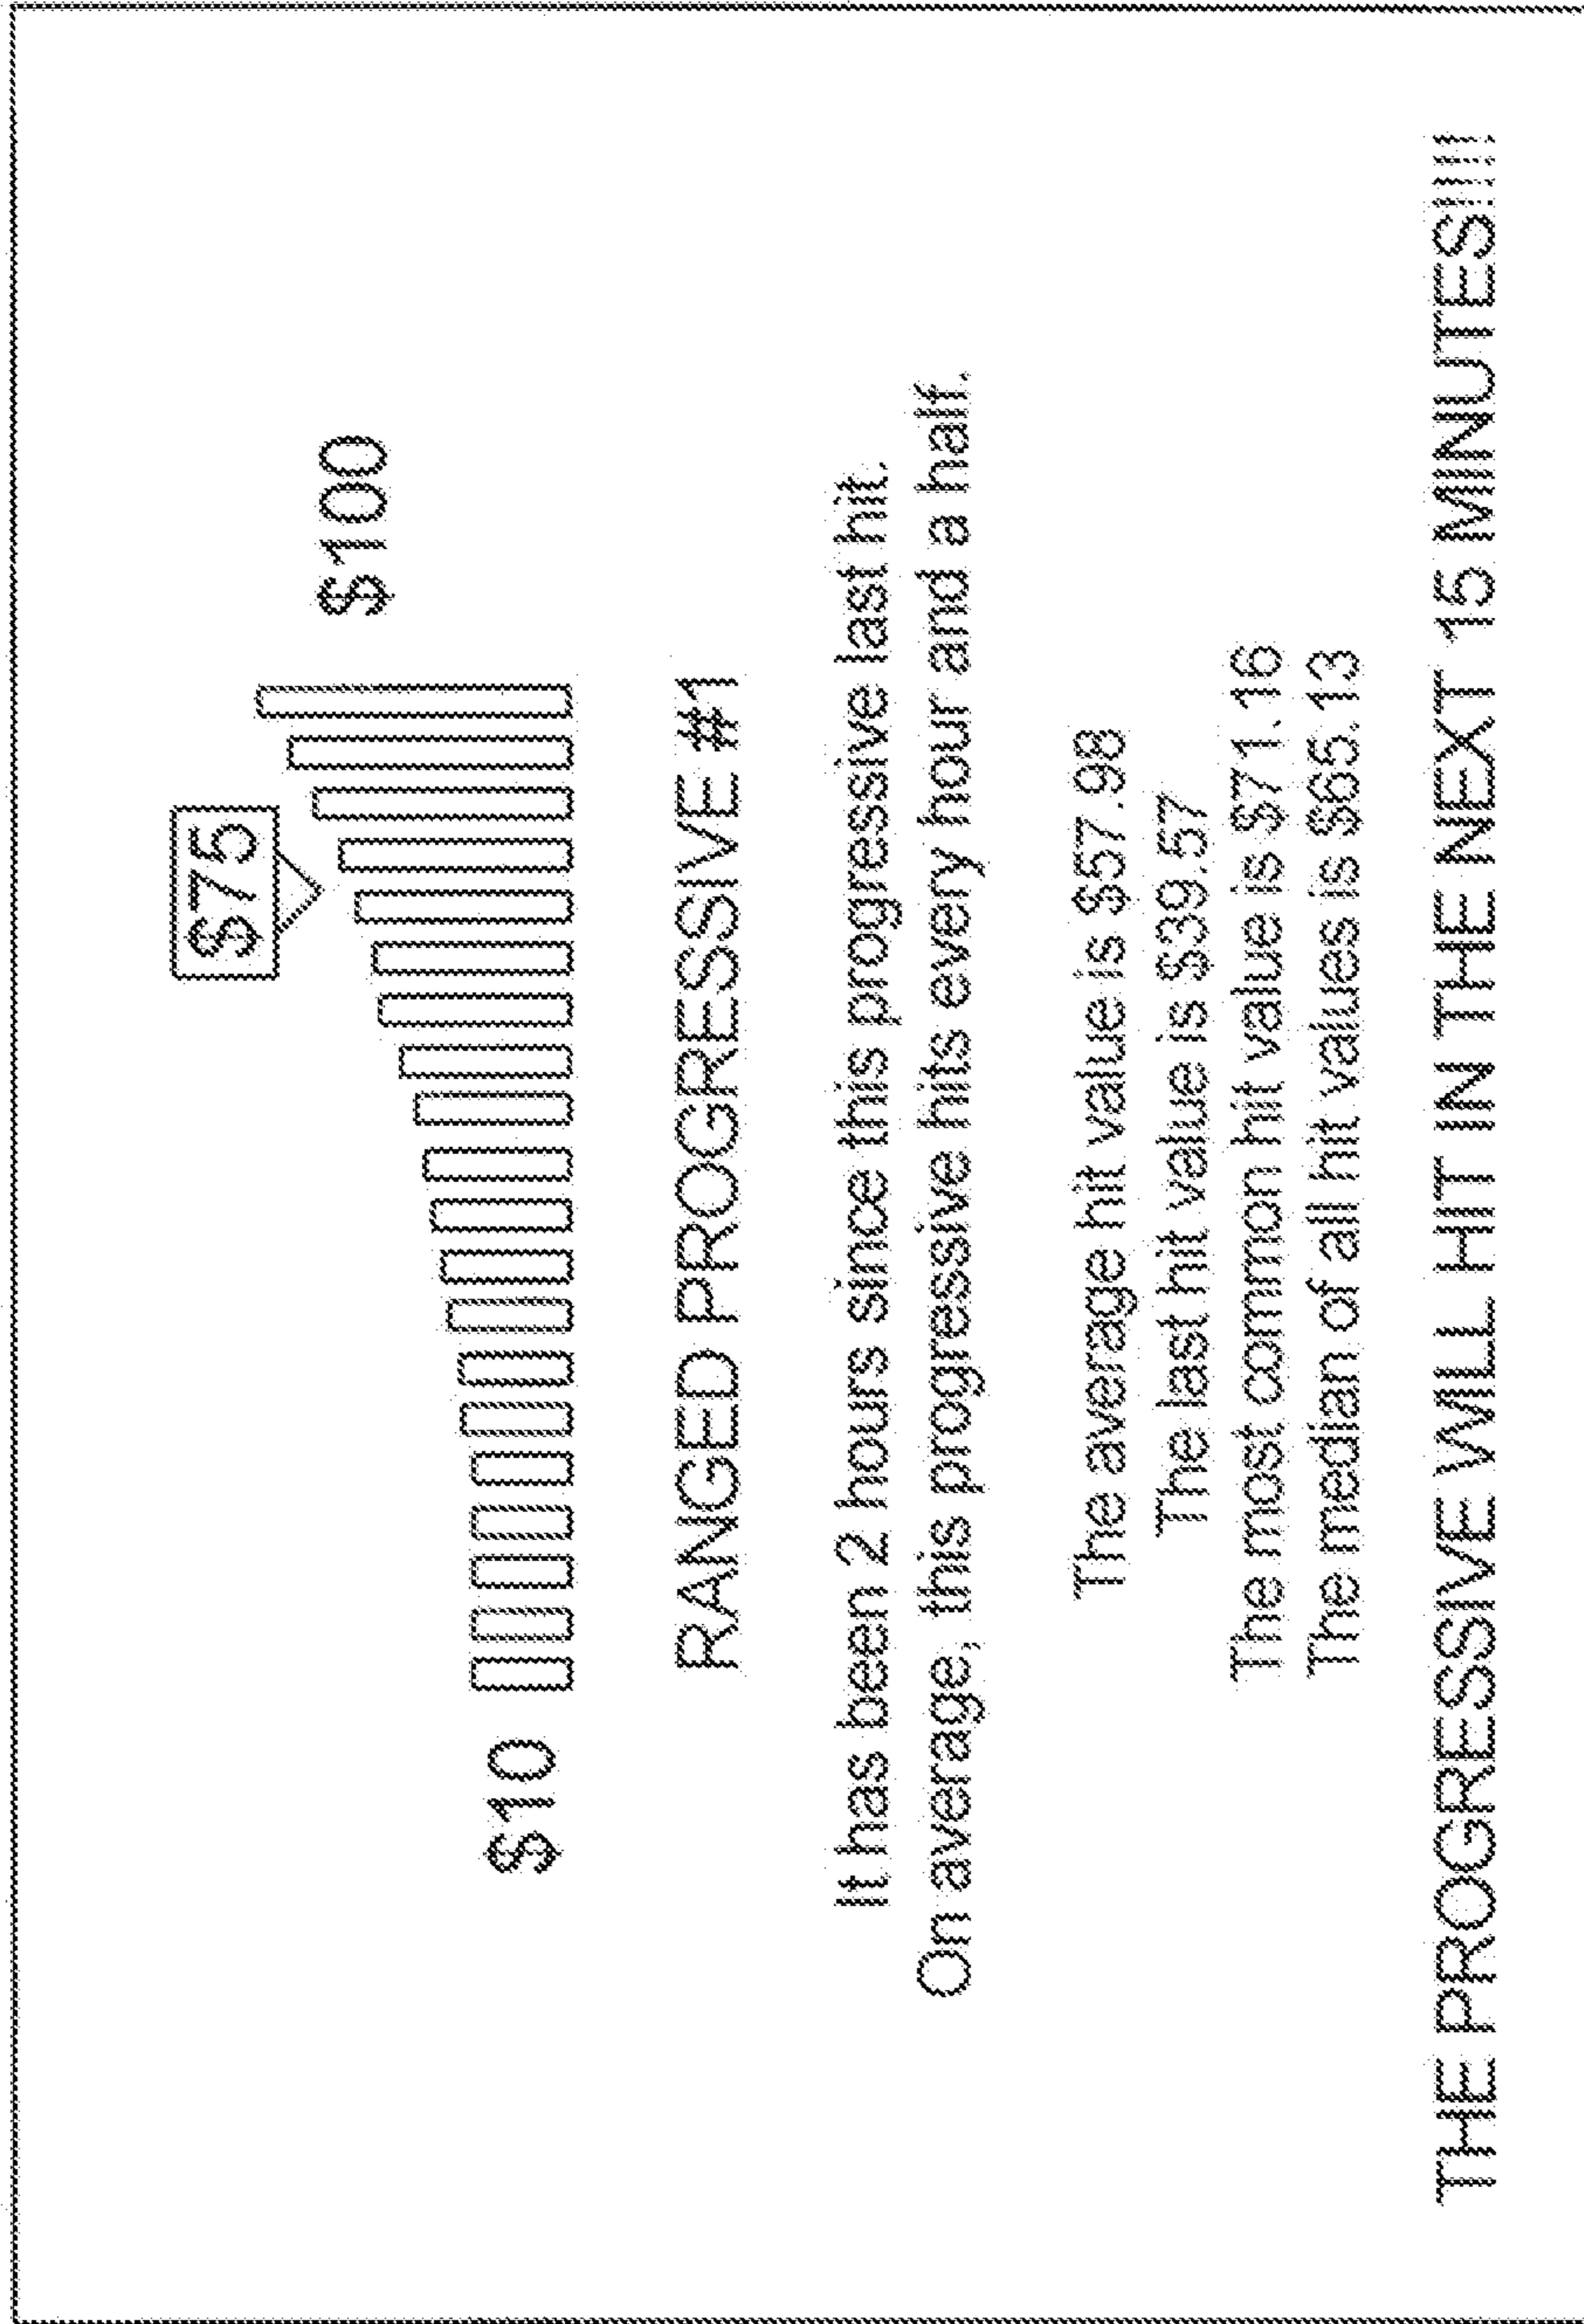 $75
$10 $100
RANGED PROGRESSIVE #1
It has been 2 hours since this progressive last hit.
On average, this progressive hits every hour and a half.
The average hit value is $57.98
The last hit value is $39.57
The most common hit value is $71.16
The median of all hit values is $65.13
THE PROGRESSIVE WILL HIT IN THE NEXT 15 MINUTES!!!!